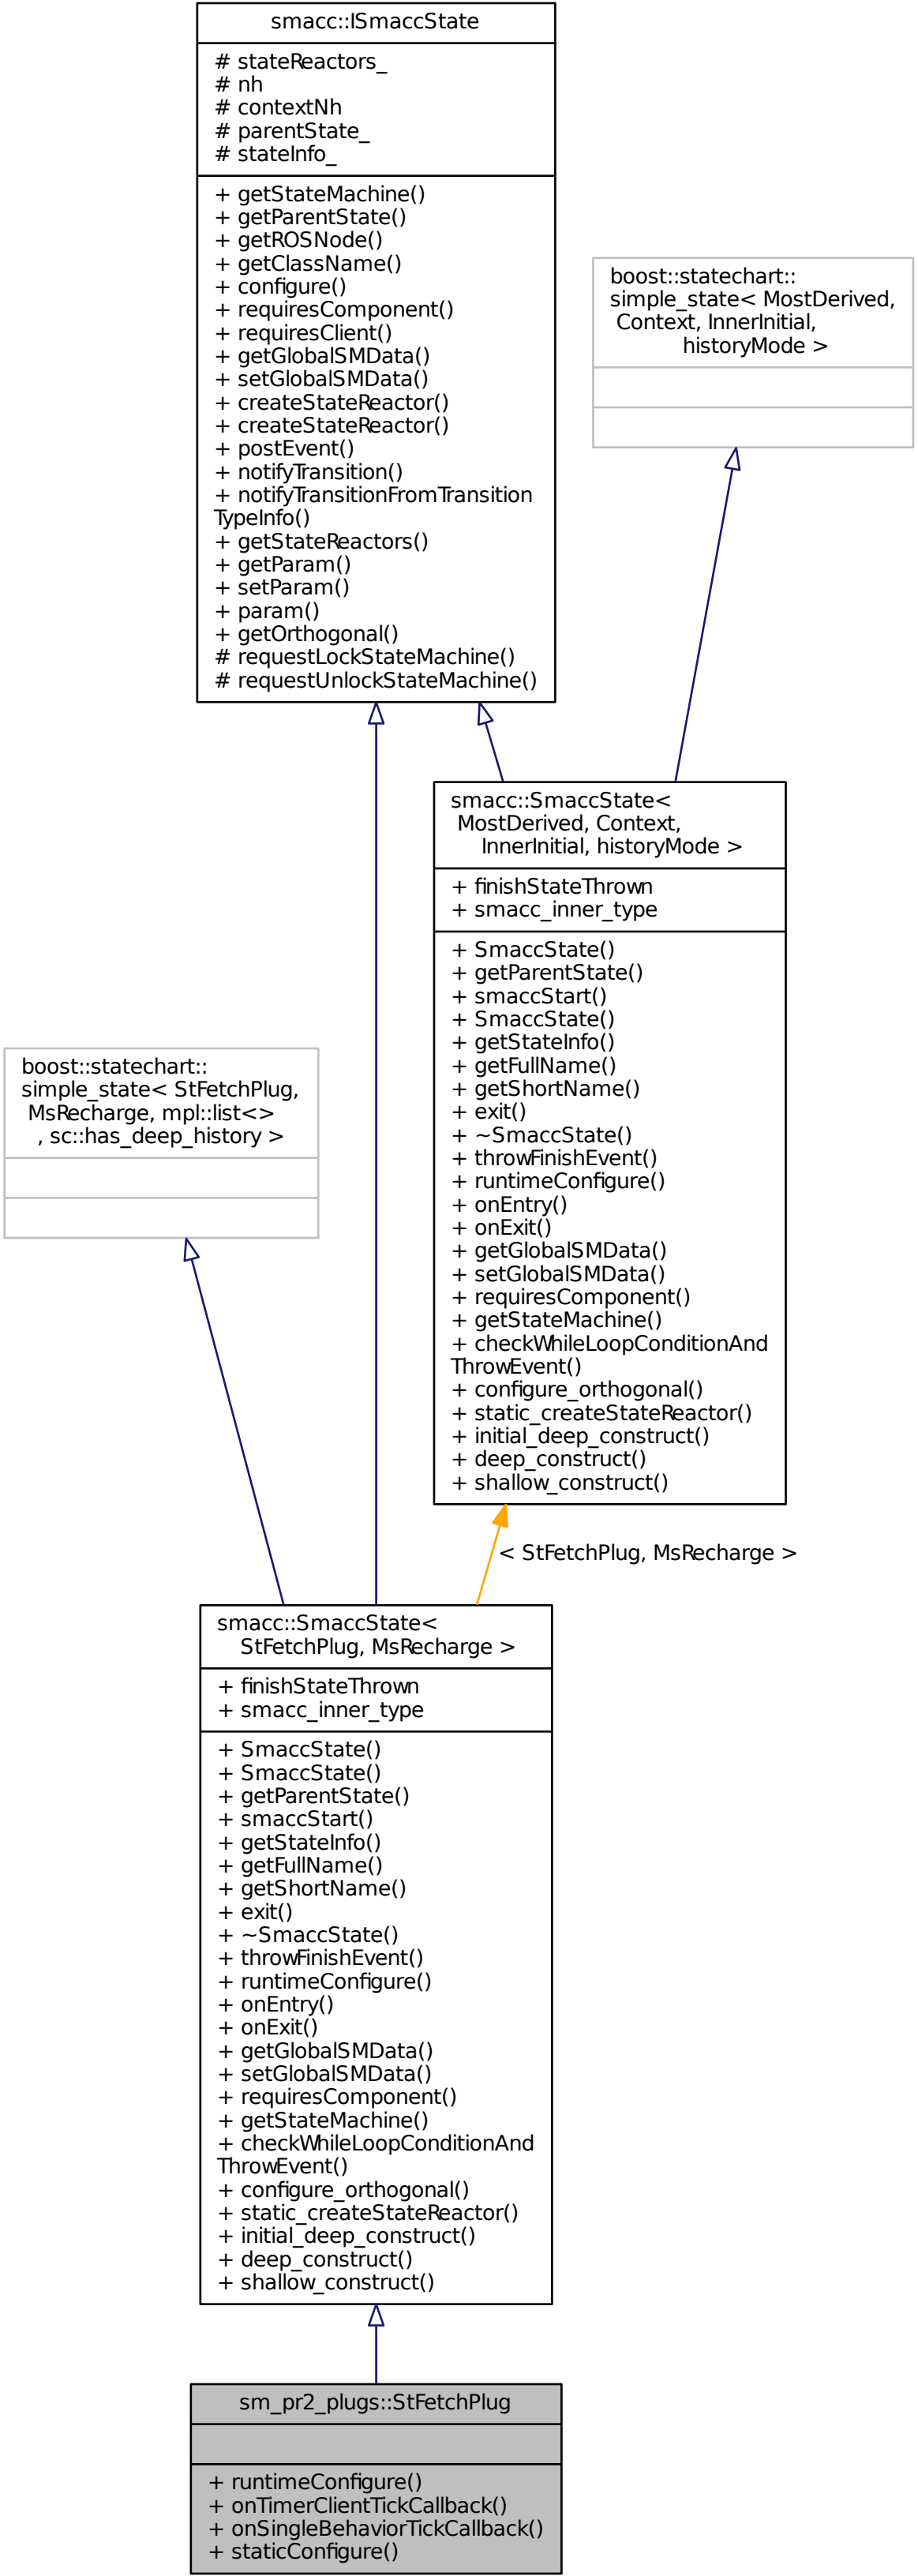 smacc::ISmaccState
# stateReactors_
# nh
# contextNh
# parentState_
# stateInfo_
+ getStateMachine()
+ getParentState()
+ getROSNode()
+ getClassName()
+ configure()
+ requiresComponent()
+ requiresClient()
+ getGlobalSMData()
+ setGlobalSMData()
+ createStateReactor()
+ createStateReactor()
+ postEvent()
+ notifyTransition()
+ notifyTransitionFromTransition
TypeInfo()
+ getStateReactors()
+ getParam()
+ setParam()
+ param()
+ getOrthogonal()
# requestLockStateMachine()
# requestUnlockStateMachine()
boost::statechart::
simple_state< MostDerived,
Context, InnerInitial,
historyMode >
smacc::SmaccState<
MostDerived, Context,
InnerInitial, historyMode >
+ finishStateThrown
+ smacc_inner_type
+ SmaccState()
+ getParentState()
+ smaccStart()
+ SmaccState()
+ getStateInfo()
+ getFullName()
+ getShortName()
+ exit()
+ ~SmaccState()
+ throwFinishEvent()
+ runtimeConfigure()
+ onEntry()
+ onExit()
+ getGlobalSMData()
+ setGlobalSMData()
+ requiresComponent()
+ getStateMachine()
+ checkWhileLoopConditionAnd
ThrowEvent()
+ configure_orthogonal()
+ static_createStateReactor()
+ initial_deep_construct()
+ deep_construct()
+ shallow_construct()
boost::statechart::
simple_state< StFetchPlug,
MsRecharge, mpl::list<>
, sc::has_deep_history >
< StFetchPlug, MsRecharge >
smacc::SmaccState<
StFetchPlug, MsRecharge >
+ finishStateThrown
+ smacc_inner_type
+ SmaccState()
+ SmaccState()
+ getParentState()
+ smaccStart()
+ getStateInfo()
+ getFullName()
+ getShortName()
+ exit()
+ ~SmaccState()
+ throwFinishEvent()
+ runtimeConfigure()
+ onEntry()
+ onExit()
+ getGlobalSMData()
+ setGlobalSMData()
+ requiresComponent()
+ getStateMachine()
+ checkWhileLoopConditionAnd
ThrowEvent()
+ configure_orthogonal()
+ static_createStateReactor()
+ initial_deep_construct()
+ deep_construct()
+ shallow_construct()
sm_pr2_plugs::StFetchPlug
+ runtimeConfigure()
+ onTimerClientTickCallback()
+ onSingleBehaviorTickCallback()
+ staticConfigure()